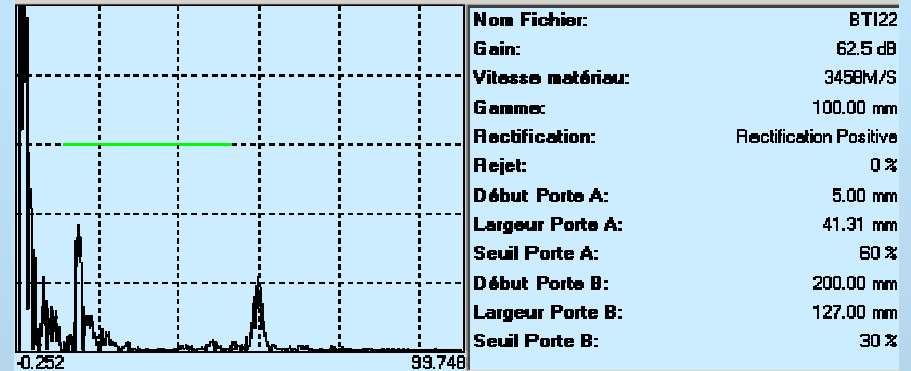 Nom Fichier: BTI22
Gain: 62.5 dB
Vitesse matériau: 3458M/S
Gamme: 100.00 mm
Rectification: Rectification Positive
Rejet: 0 %
Début Porte A: 5.00 mm
Largeur Porte A: 41.31 mm
Seuil Porte A: 60 %
Début Porte B: 200.00 mm
Largeur Porte B: 127.00 mm
Seuil Porte B: 30 %
-0.252 99.748